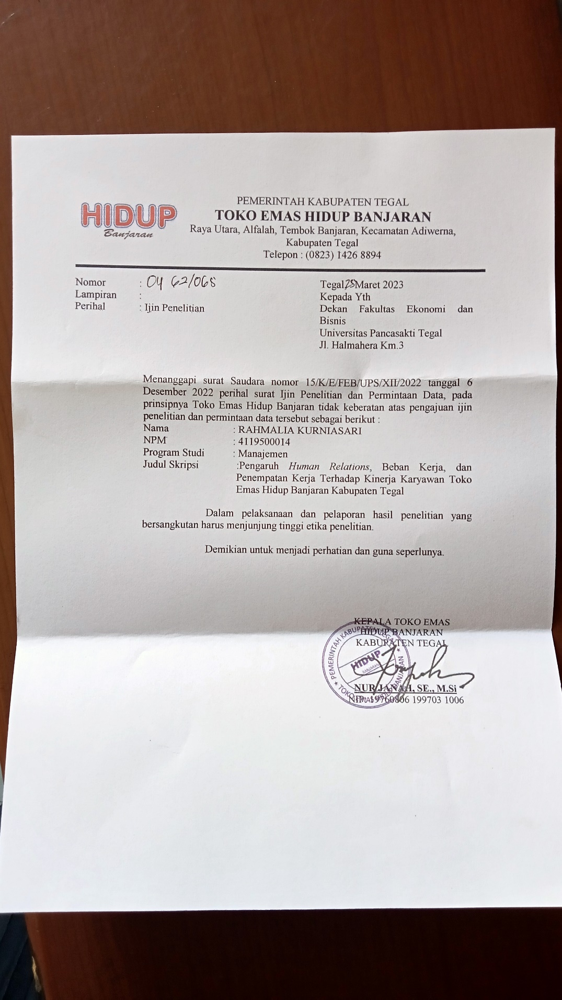 HIDUP
Banjaran
PEMERINTAH KABUPATEN TEGAL
TOKO EMAS HIDUP BANJARAN
Raya Utara, Alfalah, Tembok Banjaran, Kecamatan Adiwerna,
Kabupaten Tegal
Telepon : (0823) 1426 8894
Nomor : 04 62/068
Lampiran :
Perihal : Ijin Penelitian
Tegal, Maret 2023
Kepada Yth
Dekan Fakultas Ekonomi dan
Bisnis
Universitas Pancasakti Tegal
Jl. Halmahera Km.3
Menanggapi surat Saudara nomor 15/K/E/FEB/UPS/XII/2022 tanggal 6
Desember 2022 perihal surat Ijin Penelitian dan Permintaan Data, pada
prinsipnya Toko Emas Hidup Banjaran tidak keberatan atas pengajuan ijin
penelitian dan permintaan data tersebut sebagai berikut :
Nama : RAHMALIA KURNIASARI
NPM : 4119500014
Program Studi : Manajemen
Judul Skripsi :Pengaruh Human Relations, Beban Kerja, dan
Penempatan Kerja Terhadap Kinerja Karyawan Toko
Emas Hidup Banjaran Kabupaten Tegal
Dalam pelaksanaan dan pelaporan hasil penelitian yang
bersangkutan harus menjunjung tinggi etika penelitian.
Demikian untuk menjadi perhatian dan guna seperlunya.
KEPALA TOKO EMAS
HIDUP BANJARAN
KABUPATEN TEGAL
PEMERINTAH KABUPATEN TEGAL
HIDUP
BANJARAN
TOKO EMAS HIDUP BANJARAN
NURJANAH, SE., M.Si
NIP. 19760806 199703 1006